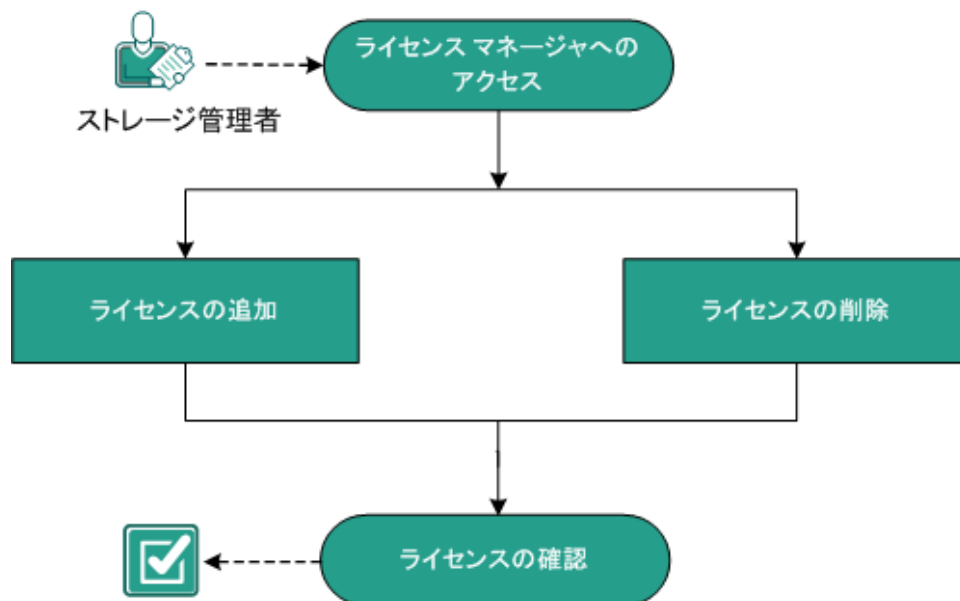 ライセンス マネージャへの
アクセス
ストレージ管理者
ライセンスの追加
ライセンスの削除
ライセンスの確認